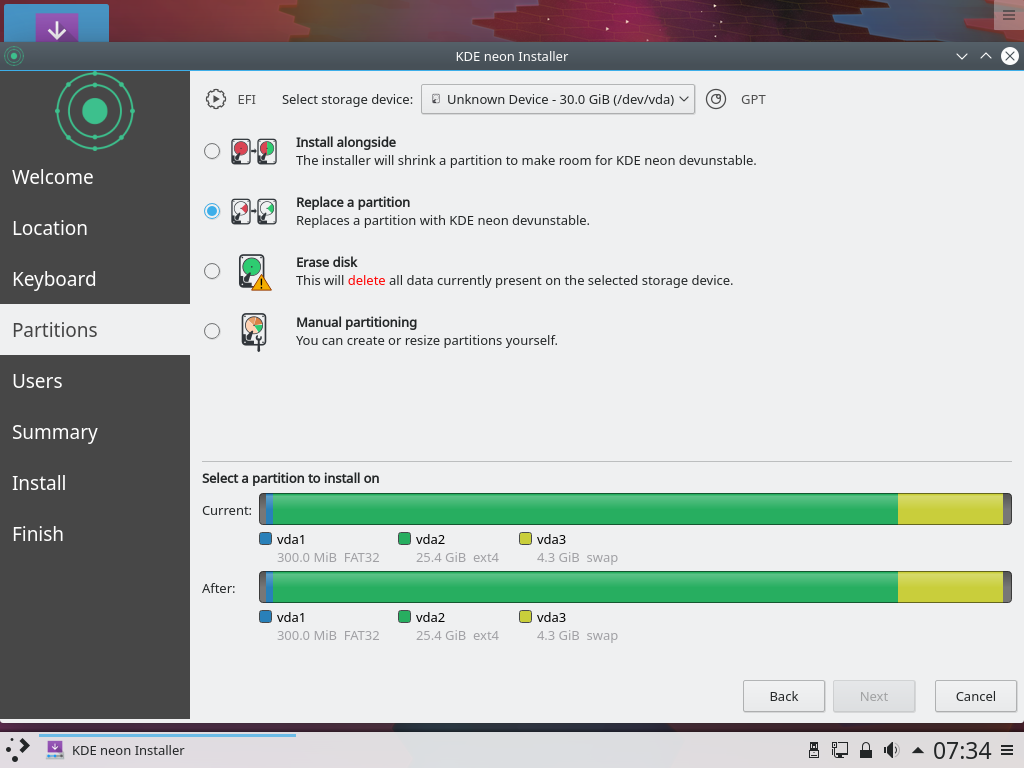 KDE neon Installer
Welcome
Location
Keyboard
Partitions
Users
Summary
Install
Finish
EFI Select storage device: Unknown Device - 30.0 GiB (/dev/vda) GPT
Install alongside
The installer will shrink a partition to make room for KDE neon devunstable.
Replace a partition
Replaces a partition with KDE neon devunstable.
Erase disk
This will delete all data currently present on the selected storage device.
Manual partitioning
You can create or resize partitions yourself.
Select a partition to install on
Current:
vda1 vda2 vda3
300.0 MiB FAT32 25.4 GiB ext4 4.3 GiB swap
After:
vda1 vda2 vda3
300.0 MiB FAT32 25.4 GiB ext4 4.3 GiB swap
Back Next Cancel
KDE neon Installer 07:34